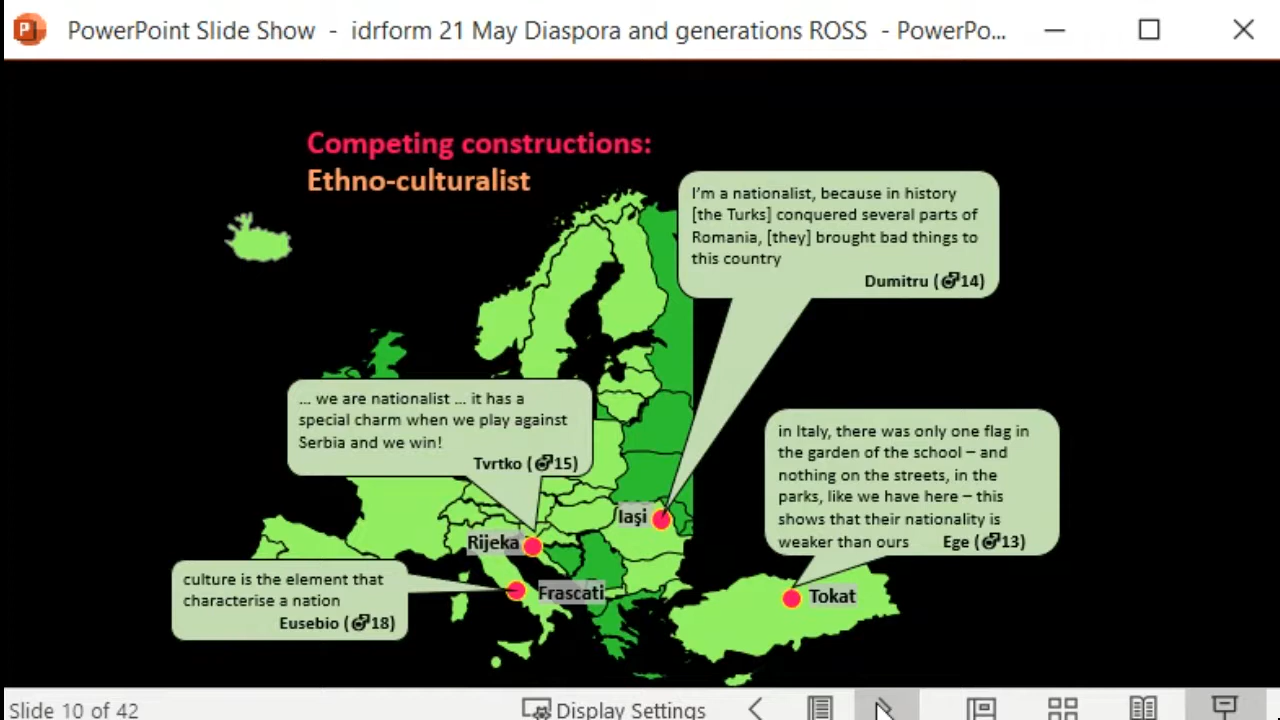 PowerPoint Slide Show - idrform 21 May Diaspora and generations ROSS - PowerPo...
Competing constructions:
Ethno-culturalist
I'm a nationalist, because in history
[the Turks] conquered several parts of
Romania, [they] brought bad things to
this country
Dumitru (⚣14)
... we are nationalist ... it has a
special charm when we play against
Serbia and we win!
Tvrtko (⚣15)
in Italy, there was only one flag in
the garden of the school – and
nothing on the streets, in the
parks, like we have here – this
shows that their nationality is
weaker than ours Ege (⚣13)
Iaşi
Rijeka
culture is the element that
characterise a nation
Eusebio (⚣18)
Frascati
Tokat
Slide 10 of 42
Display Settings